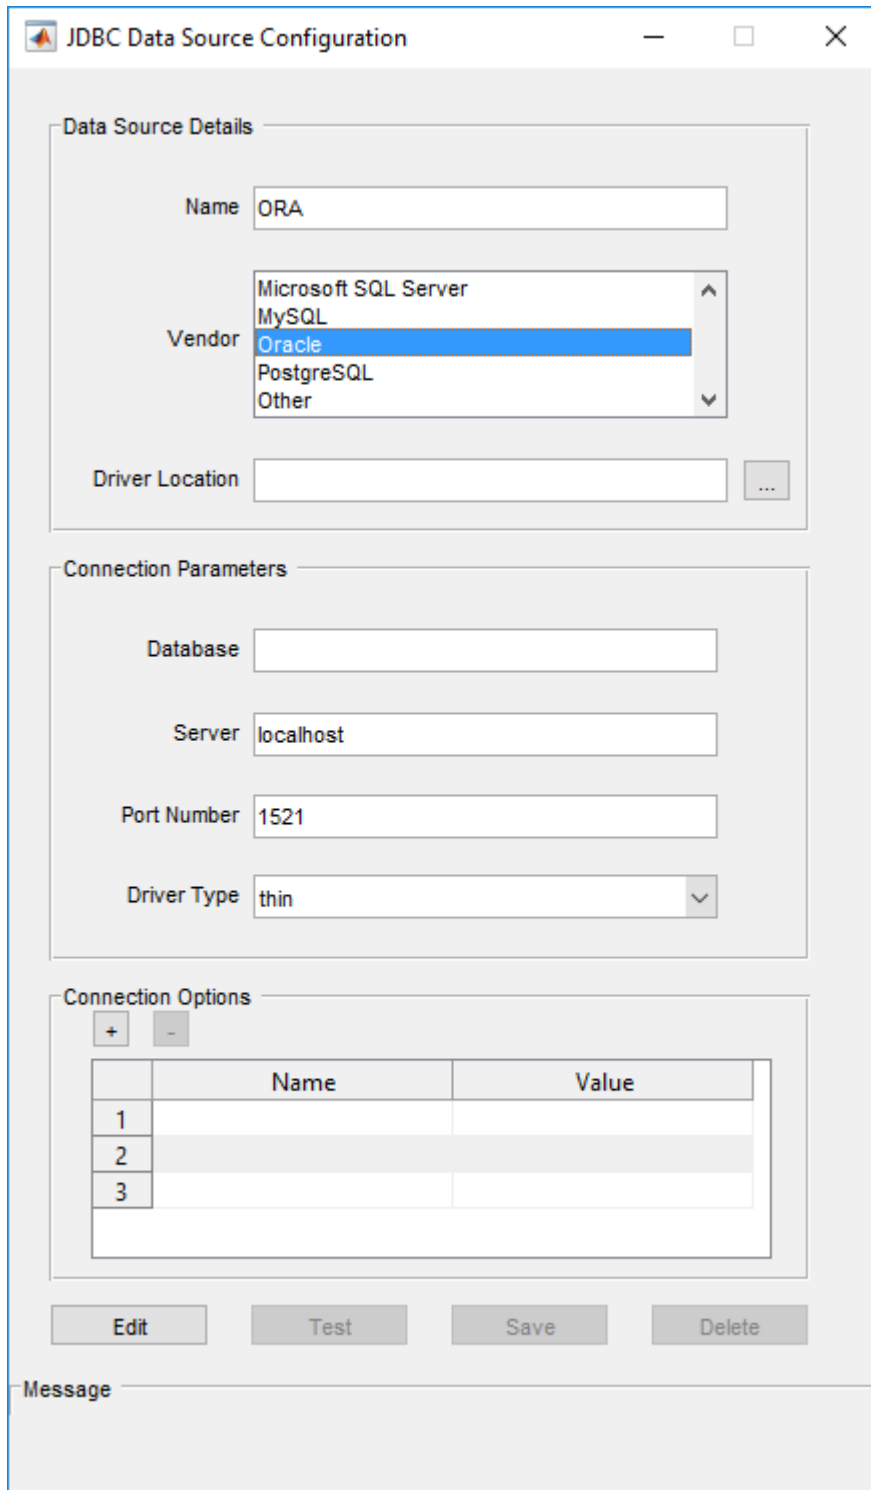 JDBC Data Source Configuration
Data Source Details
Name ORA
Microsoft SQL Server
MySQL
Vendor Oracle
PostgreSQL
Other
Driver Location ...
Connection Parameters
Database
Server localhost
Port Number 1521
Driver Type thin
Connection Options
+ -
Name Value
1
2
3
Edit Test Save Delete
Message